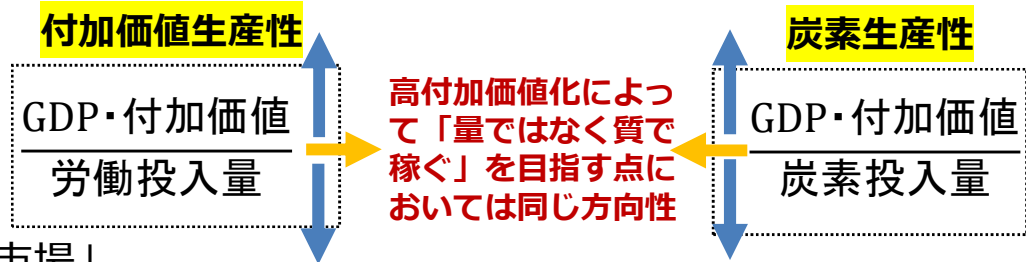 付加価値生産性
GDP・付加価値
労働投入量
高付加価値化によっ
て「量ではなく質で
稼ぐ」を目指す点に
おいては同じ方向性
炭素生産性
GDP・付加価値
炭素投入量
市場」